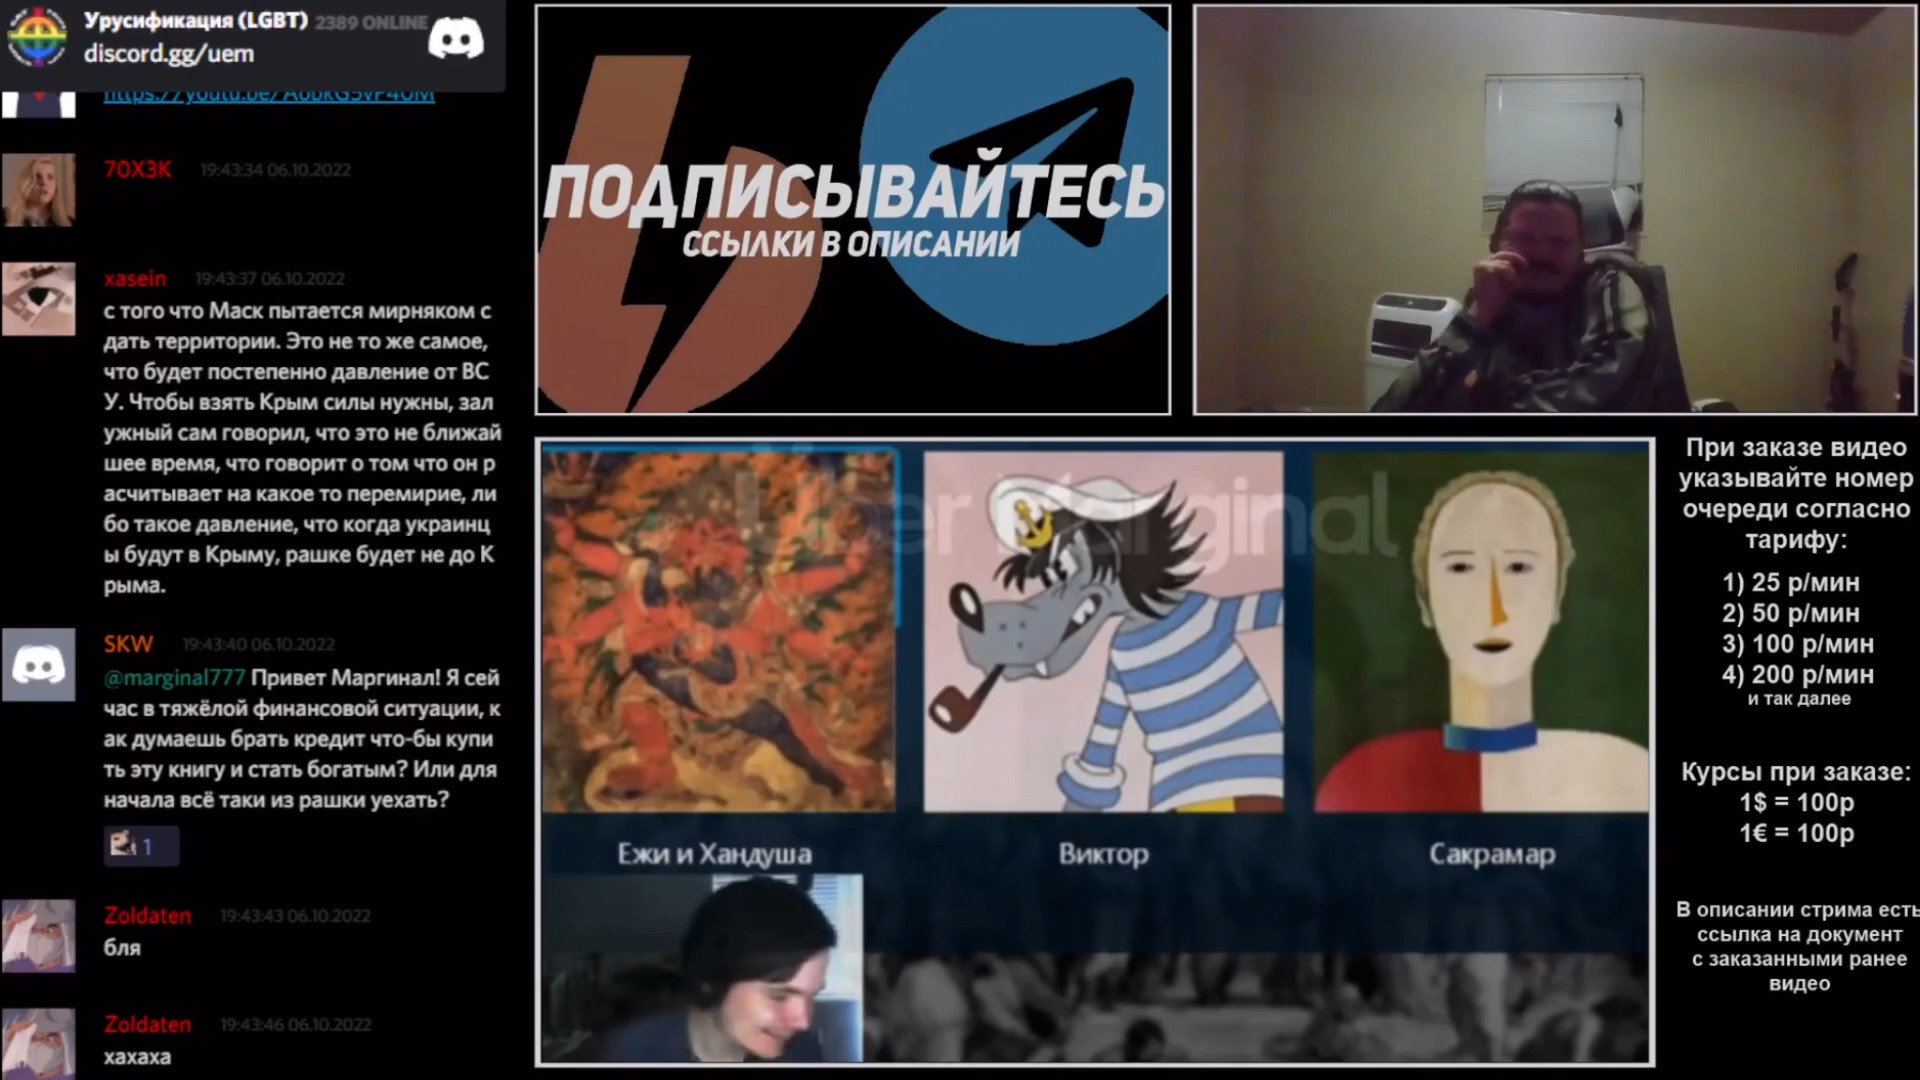 Урусификация (LGBT) 2389 ONLINE
discord.gg/uem
https://youtu.be/
70X3K 19:43:34 06.10.2022
xasein 19:43:37 06.10.2022
с того что Маск пытается мирняком с
дать территории. Это не то же самое,
что будет постепенно давление от ВС
У. Чтобы взять Крым силы нужны, зал
ужный сам говорил, что это не ближай
шее время, что говорит о том что он р
асчитывает на какое то перемирие, ли
бо такое давление, что когда украинц
ы будут в Крыму, рашке будет не до К
рыма.
SKW 19:43:40 06.10.2022
@marginal777 Привет Маргинал! Я сей
час в тяжёлой финансовой ситуации, к
ак думаешь брать кредит что-бы купи
ть эту книгу и стать богатым? Или для
начала всё таки из рашки уехать?
1
Zoldaten 19:43:43 06.10.2022
бля
Zoldaten 19:43:46 06.10.2022
хахаха
ПОДПИСЫВАЙТЕСЬ
ССЫЛКИ В ОПИСАНИИ
Über Marginal
Ежи и Хандуша
Виктор
Сакрамар
При заказе видео
указывайте номер
очереди согласно
тарифу:
1) 25 р/мин
2) 50 р/мин
3) 100 р/мин
4) 200 р/мин
и так далее
Курсы при заказе:
1$ = 100р
1€ = 100р
В описании стрима есть
ссылка на документ
с заказанными ранее
видео